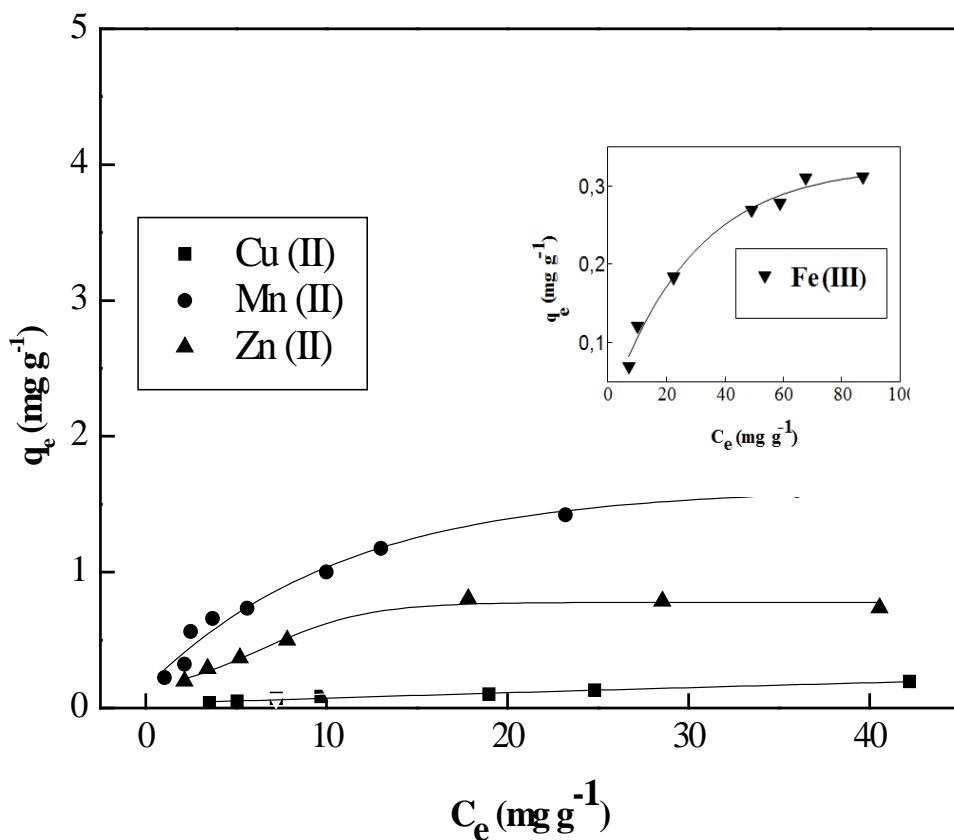 5
4
3
2
1
0
q_e (mg g^-1)
Cu (II)
Mn (II)
Zn (II)
0,3
0,2
0,1
q_e (mg g^-1)
Fe (III)
0 20 40 60 80 100
C_e (mg g^-1)
0 10 20 30 40
C_e (mg g^-1)